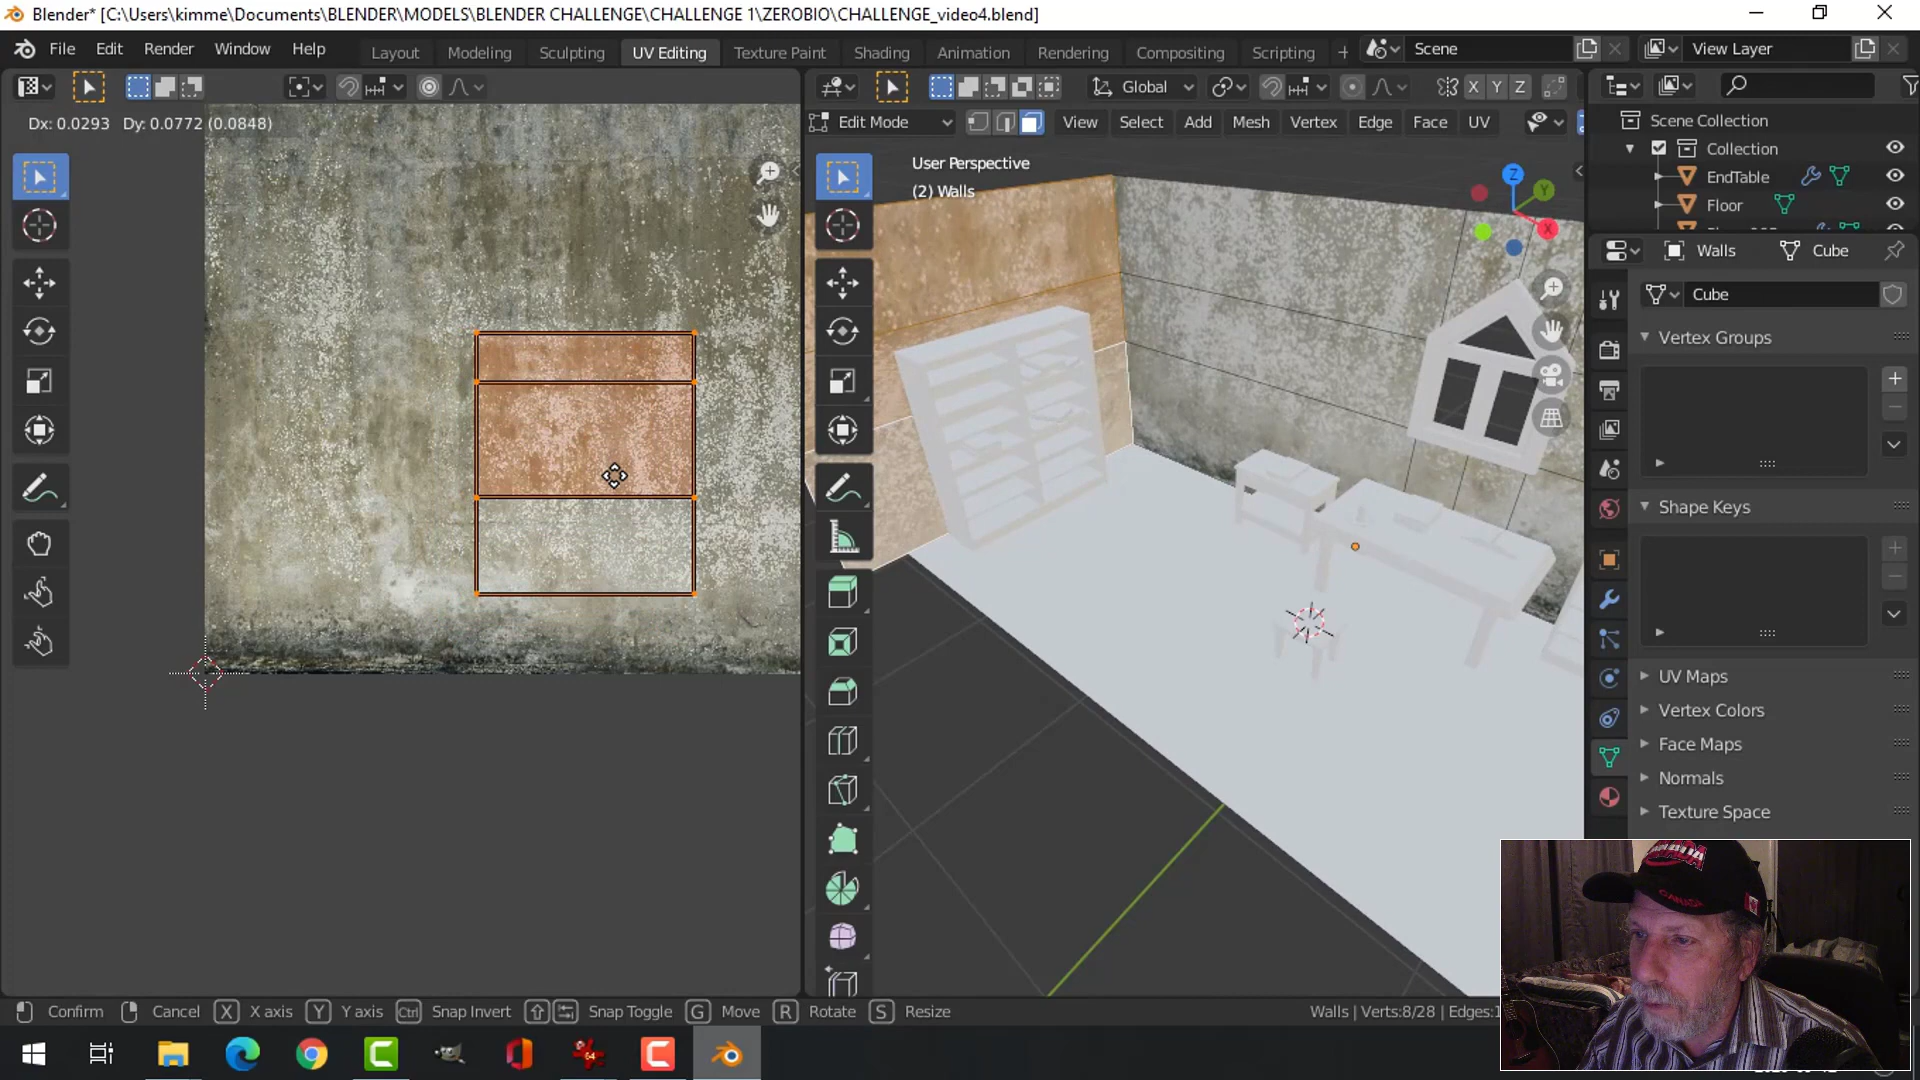 Blender* [C:\Users\kimme\Documents\BLENDER\MODELS\BLENDER CHALLENGE\CHALLENGE 1\ZEROBIO\CHALLENGE_video4.blend]
File Edit Render Window Help
Layout Modeling Sculpting UV Editing Texture Paint Shading Animation Rendering Compositing Scripting
Scene
View Layer
Global
X Y Z
Dx: 0.0293 Dy: 0.0772 (0.0848)
Edit Mode
View Select Add Mesh Vertex Edge Face UV
User Perspective
(2) Walls
Z
Y
X
Scene Collection
Collection
EndTable
Floor
Walls
Cube
Cube
Vertex Groups
Shape Keys
UV Maps
Vertex Colors
Face Maps
Normals
Texture Space
CANADA
Confirm Cancel X X axis Y Y axis Ctrl Snap Invert Snap Toggle G Move R Rotate S Resize
Walls | Verts:8/28 | Edges:1
64